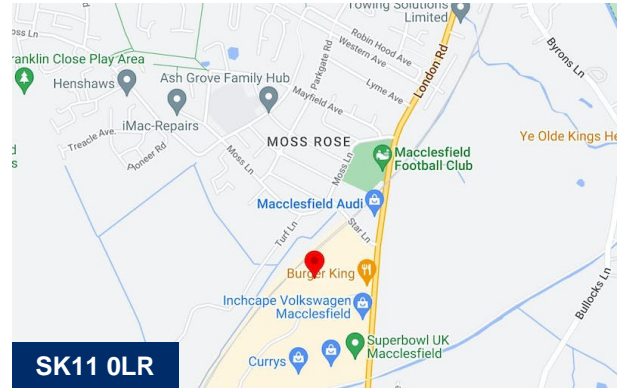 Towing Solutions
Limited
oss Ln
Robin Hood Ave
Western Ave
London Rd
Byrons Ln
ranklin Close Play Area
Parkgate Rd
Henshaws
Ash Grove Family Hub
Lyme Ave
Mayfield Ave
iMac-Repairs
Treacle Ave
Pioneer Rd
Moss Ln
MOSS ROSE
Ye Olde Kings He
d
s
Moss Ln
Macclesfield
Football Club
Macclesfield Audi
Turf Ln
Star Ln
Burger King
Bullocks Ln
Inchcape Volkswagen
Macclesfield
Superbowl UK
Macclesfield
Currys
SK11 0LR